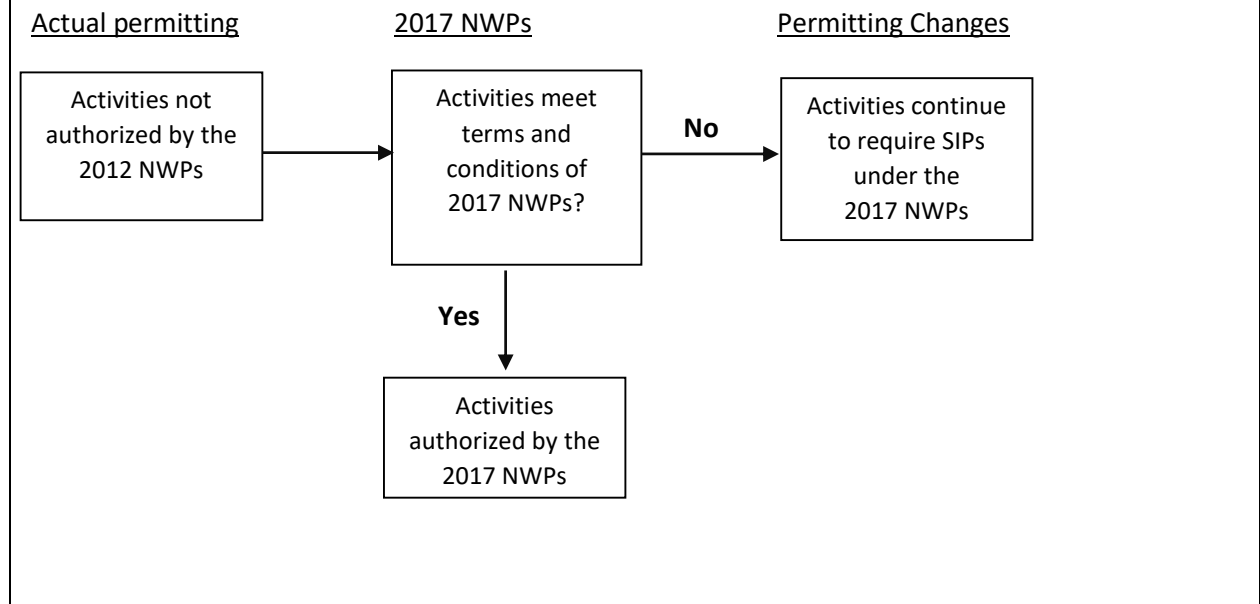 Actual permitting
2017 NWPs
Permitting Changes
Activities not
authorized by the
2012 NWPs
Activities meet
terms and
conditions of
2017 NWPs?
No
Activities continue
to require SIPs
under the
2017 NWPs
Yes
Activities
authorized by the
2017 NWPs